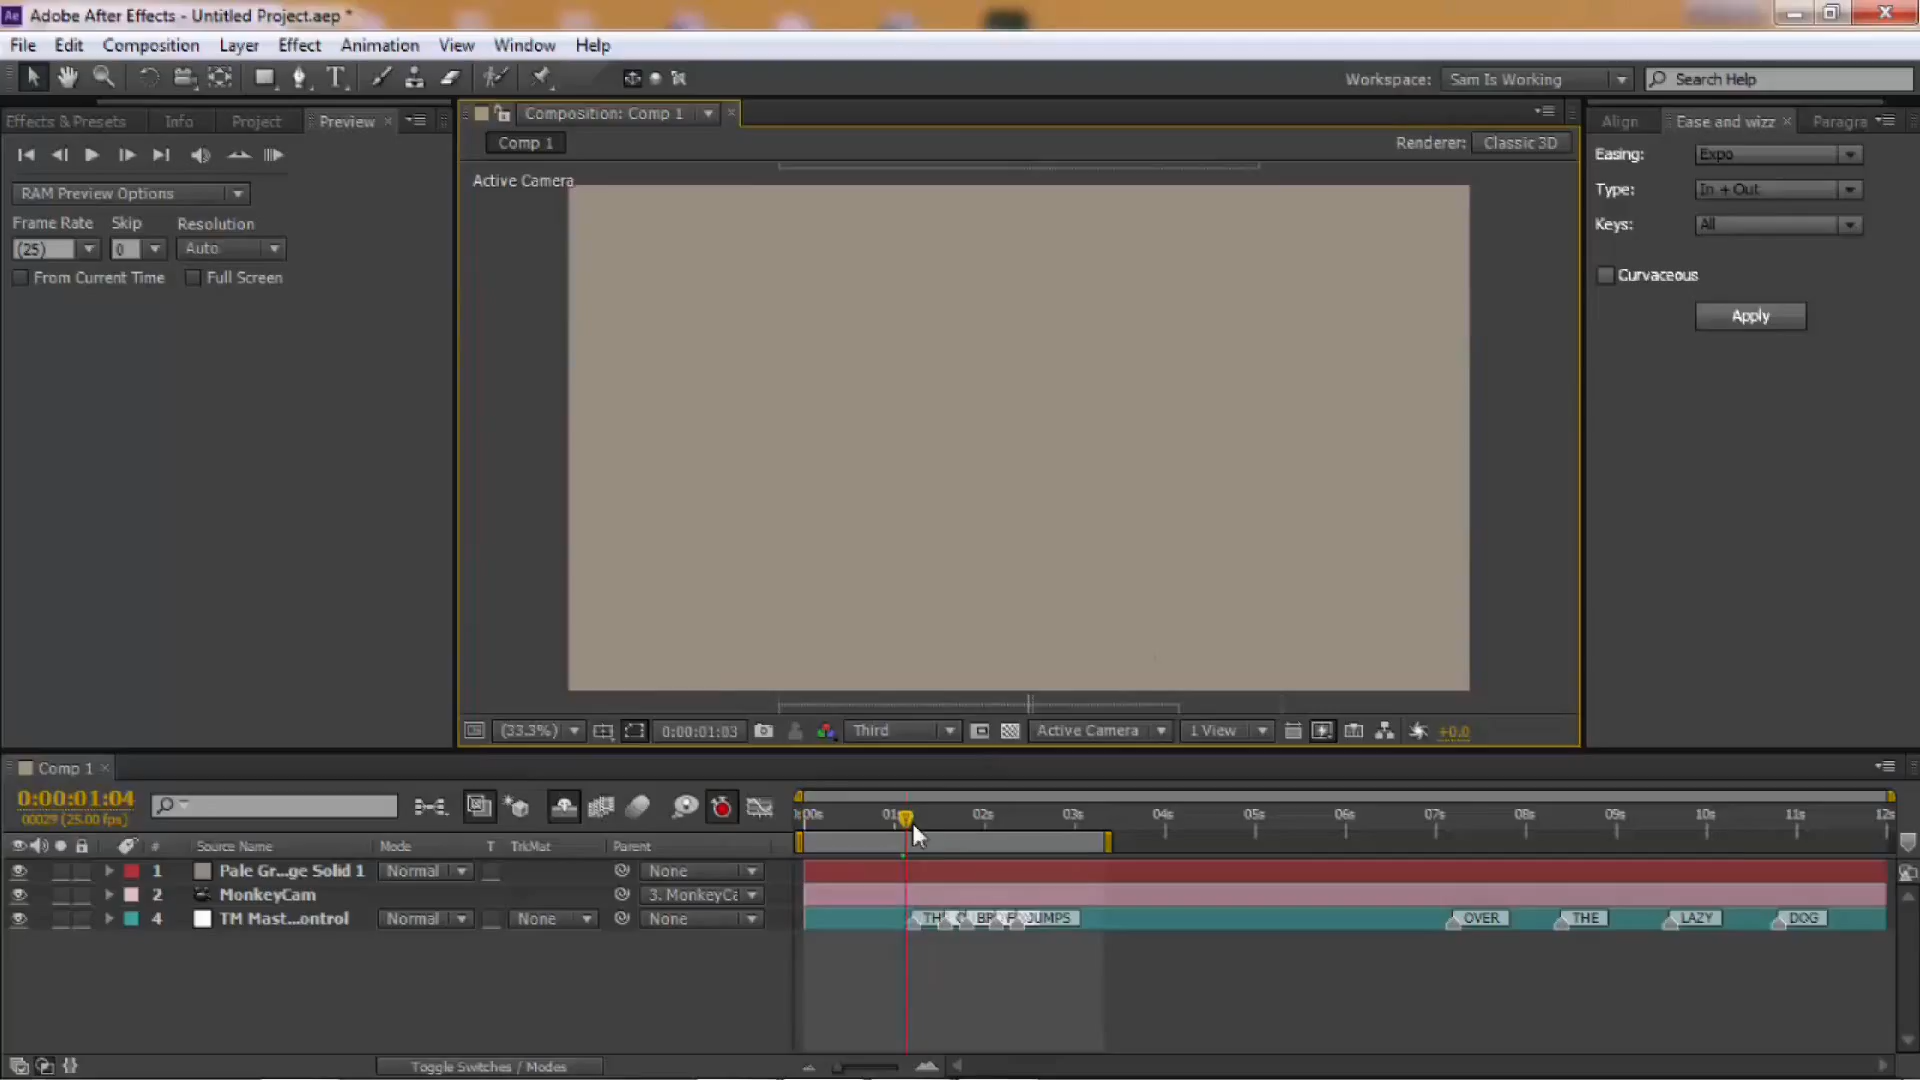 Adobe After Effects - Untitled Project.aep *
File Edit Composition Layer Effect Animation View Window Help
Workspace: Sam Is Working Search Help
Effects & Presets Info Project Preview
RAM Preview Options
Frame Rate Skip Resolution
(25) 0 Auto
From Current Time Full Screen
Composition: Comp 1
Comp 1 Renderer: Classic 3D
Active Camera
Align Ease and wizz Paragra
Easing: Expo
Type: In + Out
Keys: All
Curvaceous
Apply
(33.3%) 0:00:01:03 Third Active Camera 1 View +0.0
Comp 1
0:00:01:04
00029 (25.00 fps)
00s 02s 03s 04s 05s 06s 07s 08s 09s 10s 11s 12s
# Source Name Mode T TrkMat Parent
1 Pale Gr...ge Solid 1 Normal None
2 MonkeyCam 3. MonkeyCa
4 TM Mast...ontrol Normal None None
OVER THE LAZY DOG
Toggle Switches / Modes